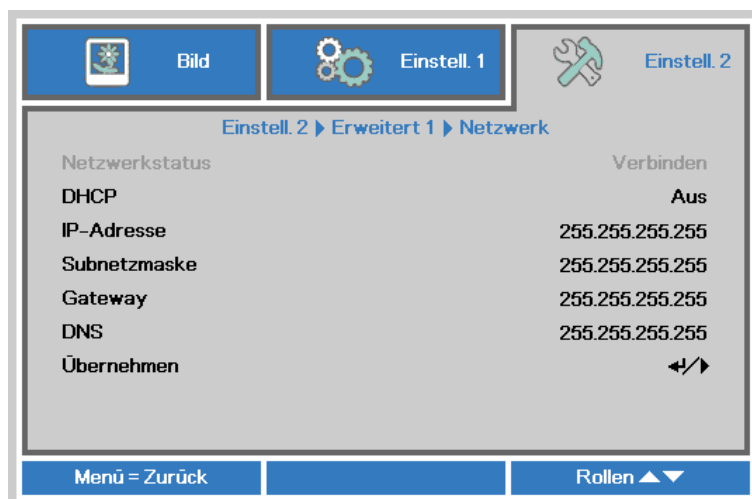 Bild Einstell. 1 Einstell. 2
Einstell. 2 ▶ Erweitert 1 ▶ Netzwerk
Netzwerkstatus Verbinden
DHCP Aus
IP-Adresse 255.255.255.255
Subnetzmaske 255.255.255.255
Gateway 255.255.255.255
DNS 255.255.255.255
Übernehmen ↵/▶
Menü = Zurück Rollen ▲▼